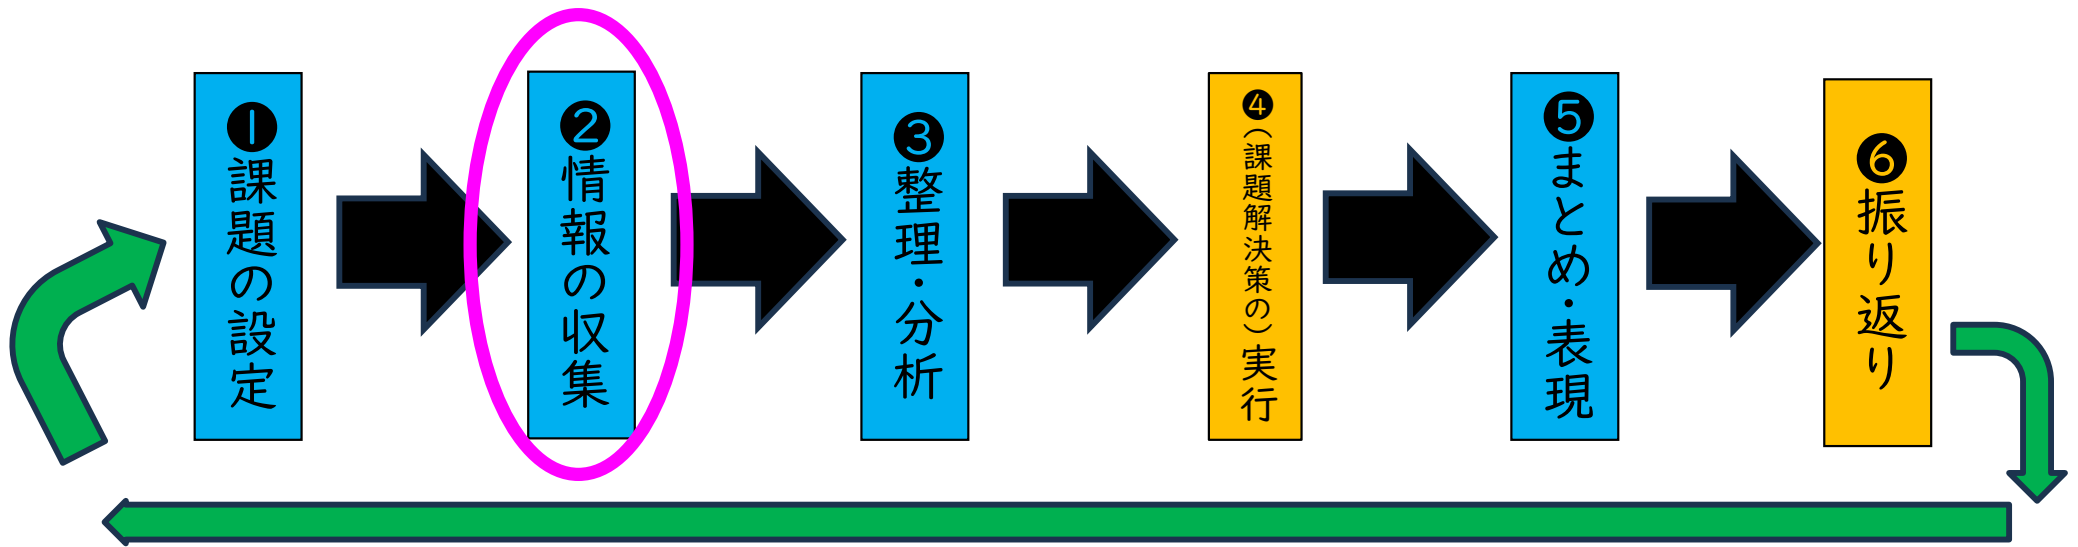 ❶課題の設定
❷情報の収集
❸整理・分析
❹（課題解決策の）実行
❺まとめ・表現
❻振り返り